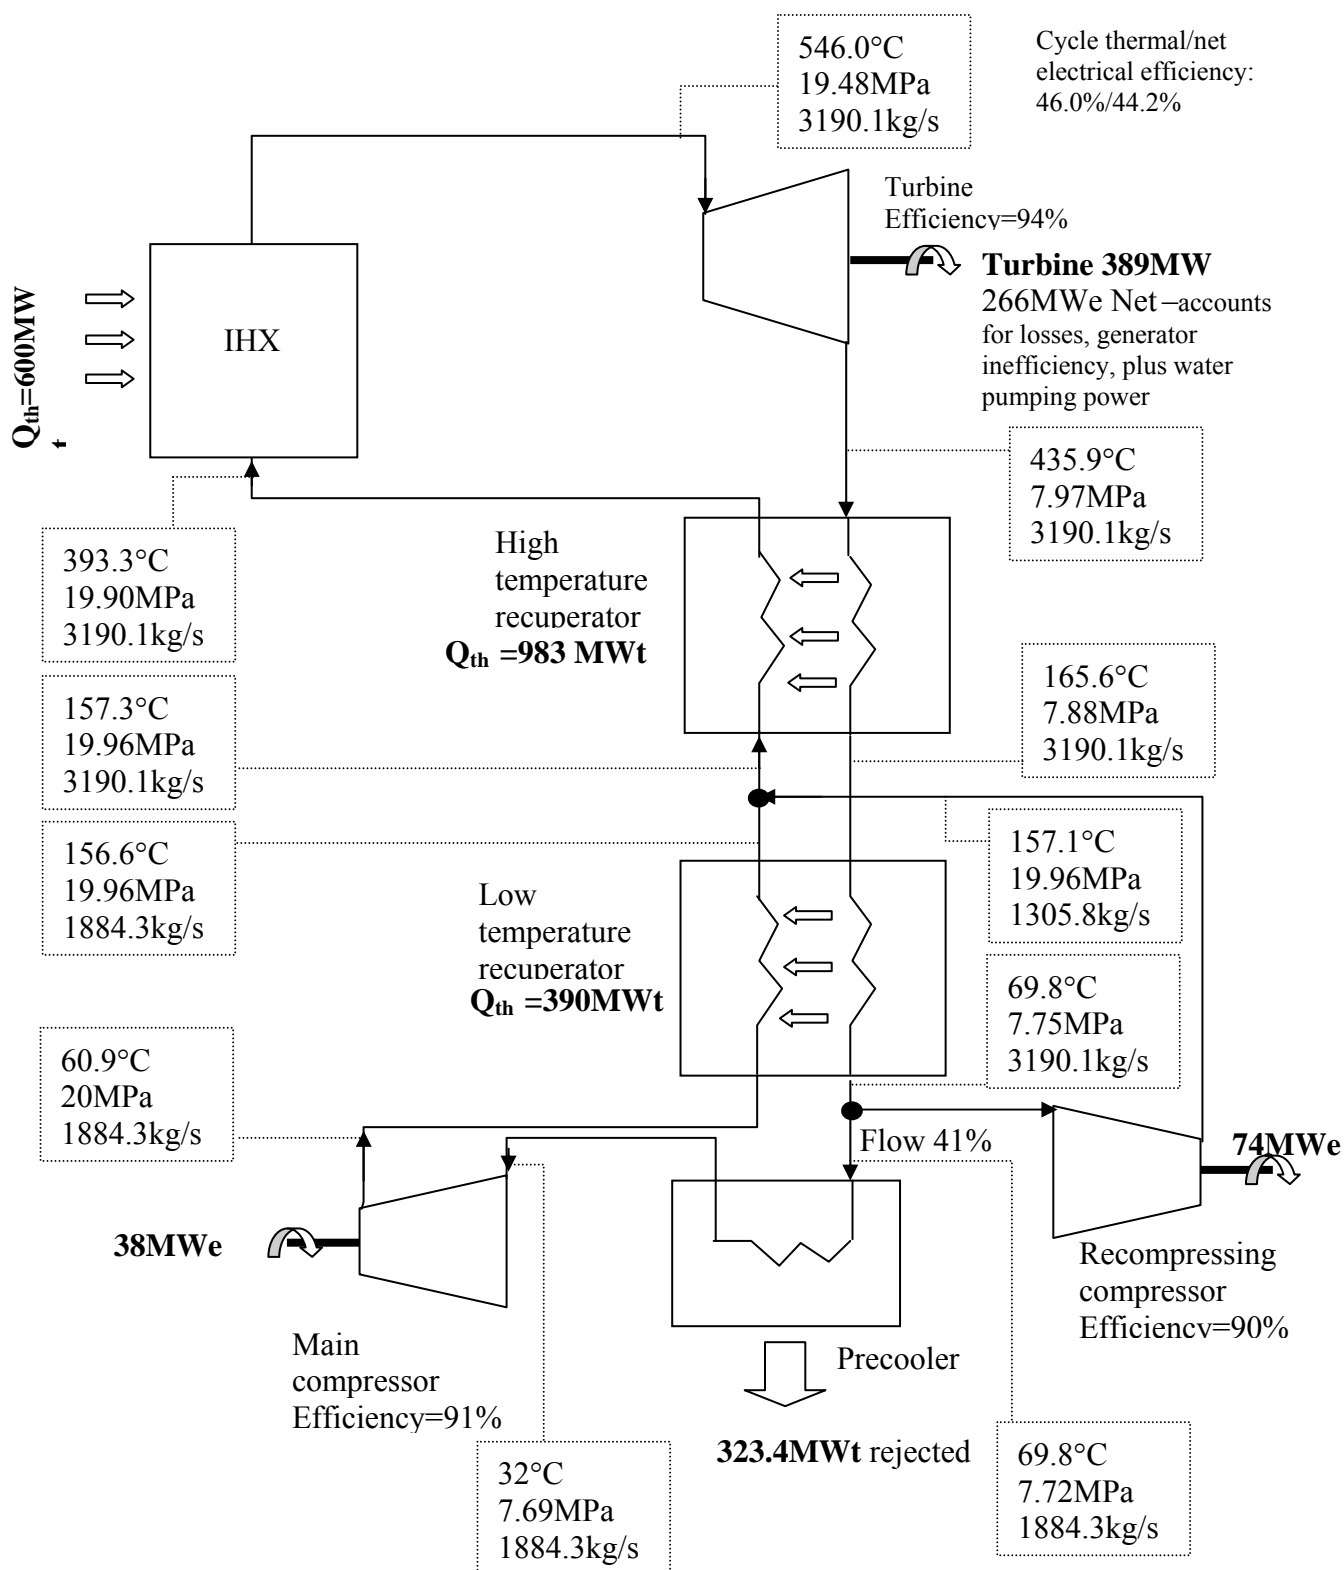 546.0°C
19.48MPa
3190.1kg/s
Cycle thermal/net
electrical efficiency:
46.0%/44.2%
Turbine
Efficiency=94%
Turbine 389MW
266MWe Net –accounts
for losses, generator
inefficiency, plus water
pumping power
Qth=600MW
t
IHX
435.9°C
7.97MPa
3190.1kg/s
393.3°C
19.90MPa
3190.1kg/s
High
temperature
recuperator
Qth =983 MWt
157.3°C
19.96MPa
3190.1kg/s
165.6°C
7.88MPa
3190.1kg/s
156.6°C
19.96MPa
1884.3kg/s
157.1°C
19.96MPa
1305.8kg/s
Low
temperature
recuperator
Qth =390MWt
69.8°C
7.75MPa
3190.1kg/s
60.9°C
20MPa
1884.3kg/s
Flow 41%
74MWe
38MWe
Recompressing
compressor
Efficiency=90%
Main
compressor
Efficiency=91%
Precooler
323.4MWt rejected
32°C
7.69MPa
1884.3kg/s
69.8°C
7.72MPa
1884.3kg/s